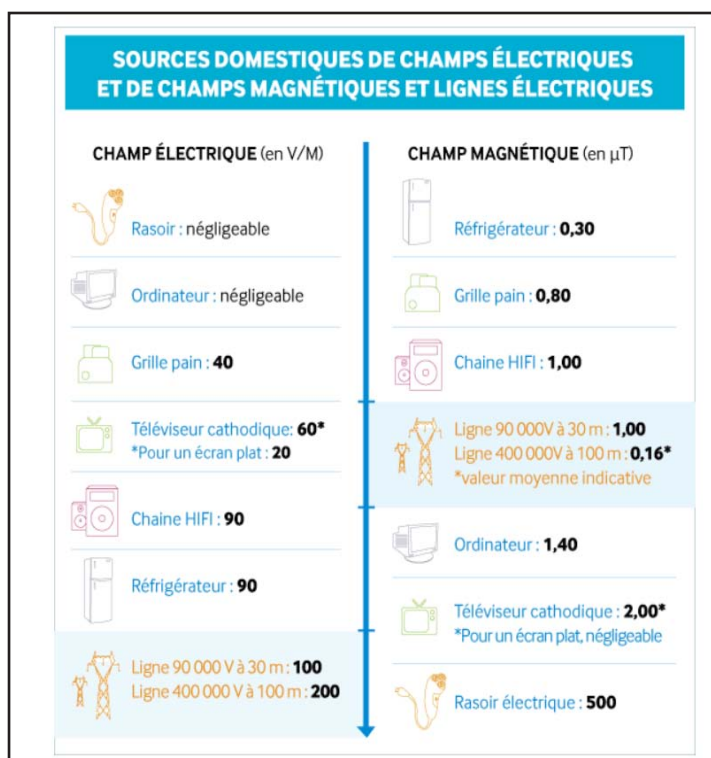 SOURCES DOMESTIQUES DE CHAMPS ÉLECTRIQUES
ET DE CHAMPS MAGNÉTIQUES ET LIGNES ÉLECTRIQUES
CHAMP ÉLECTRIQUE (en V/M)
Rasoir : négligeable
Ordinateur : négligeable
Grille pain : 40
Téléviseur cathodique: 60*
*Pour un écran plat : 20
Chaine HIFI : 90
Réfrigérateur : 90
Ligne 90 000 V à 30 m : 100
Ligne 400 000 V à 100 m : 200
CHAMP MAGNÉTIQUE (en µT)
Réfrigérateur : 0,30
Grille pain : 0,80
Chaine HIFI : 1,00
Ligne 90 000V à 30 m : 1,00
Ligne 400 000V à 100 m : 0,16*
*valeur moyenne indicative
Ordinateur : 1,40
Téléviseur cathodique : 2,00*
*Pour un écran plat, négligeable
Rasoir électrique : 500